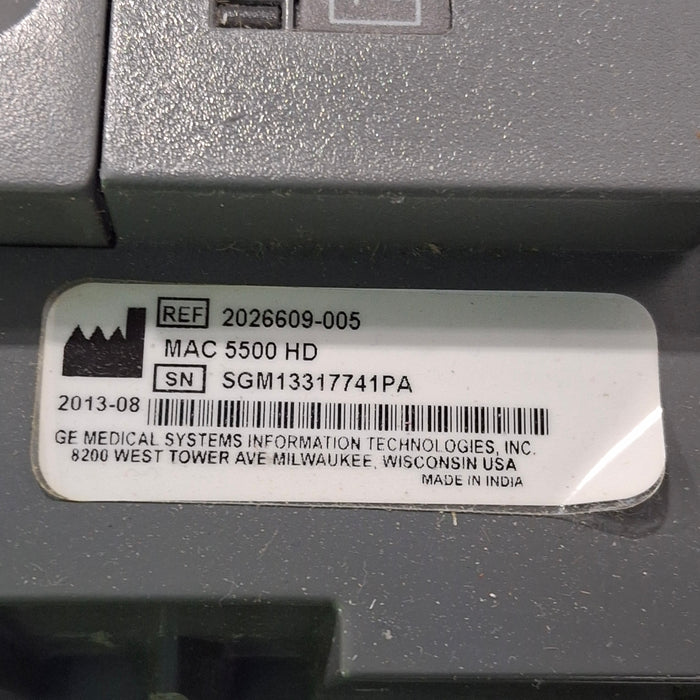 REF 2026609-005
MAC 5500 HD
SN SGM13317741PA
2013-08
GE MEDICAL SYSTEMS INFORMATION TECHNOLOGIES, INC.
8200 WEST TOWER AVE MILWAUKEE, WISCONSIN USA
MADE IN INDIA